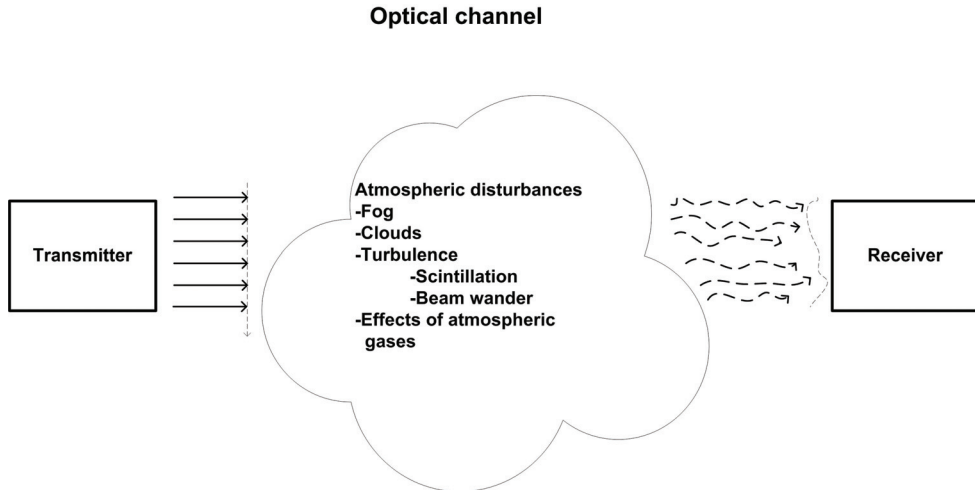 Optical channel
Transmitter
Atmospheric disturbances
-Fog
-Clouds
-Turbulence
-Scintillation
-Beam wander
-Effects of atmospheric
gases
Receiver